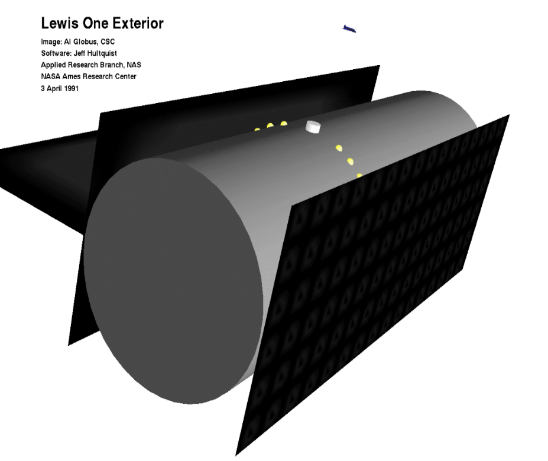 Lewis One Exterior
Image: Al Globus, CSC
Software: Jeff Hultquist
Applied Research Branch, NAS
NASA Ames Research Center
3 April 1991